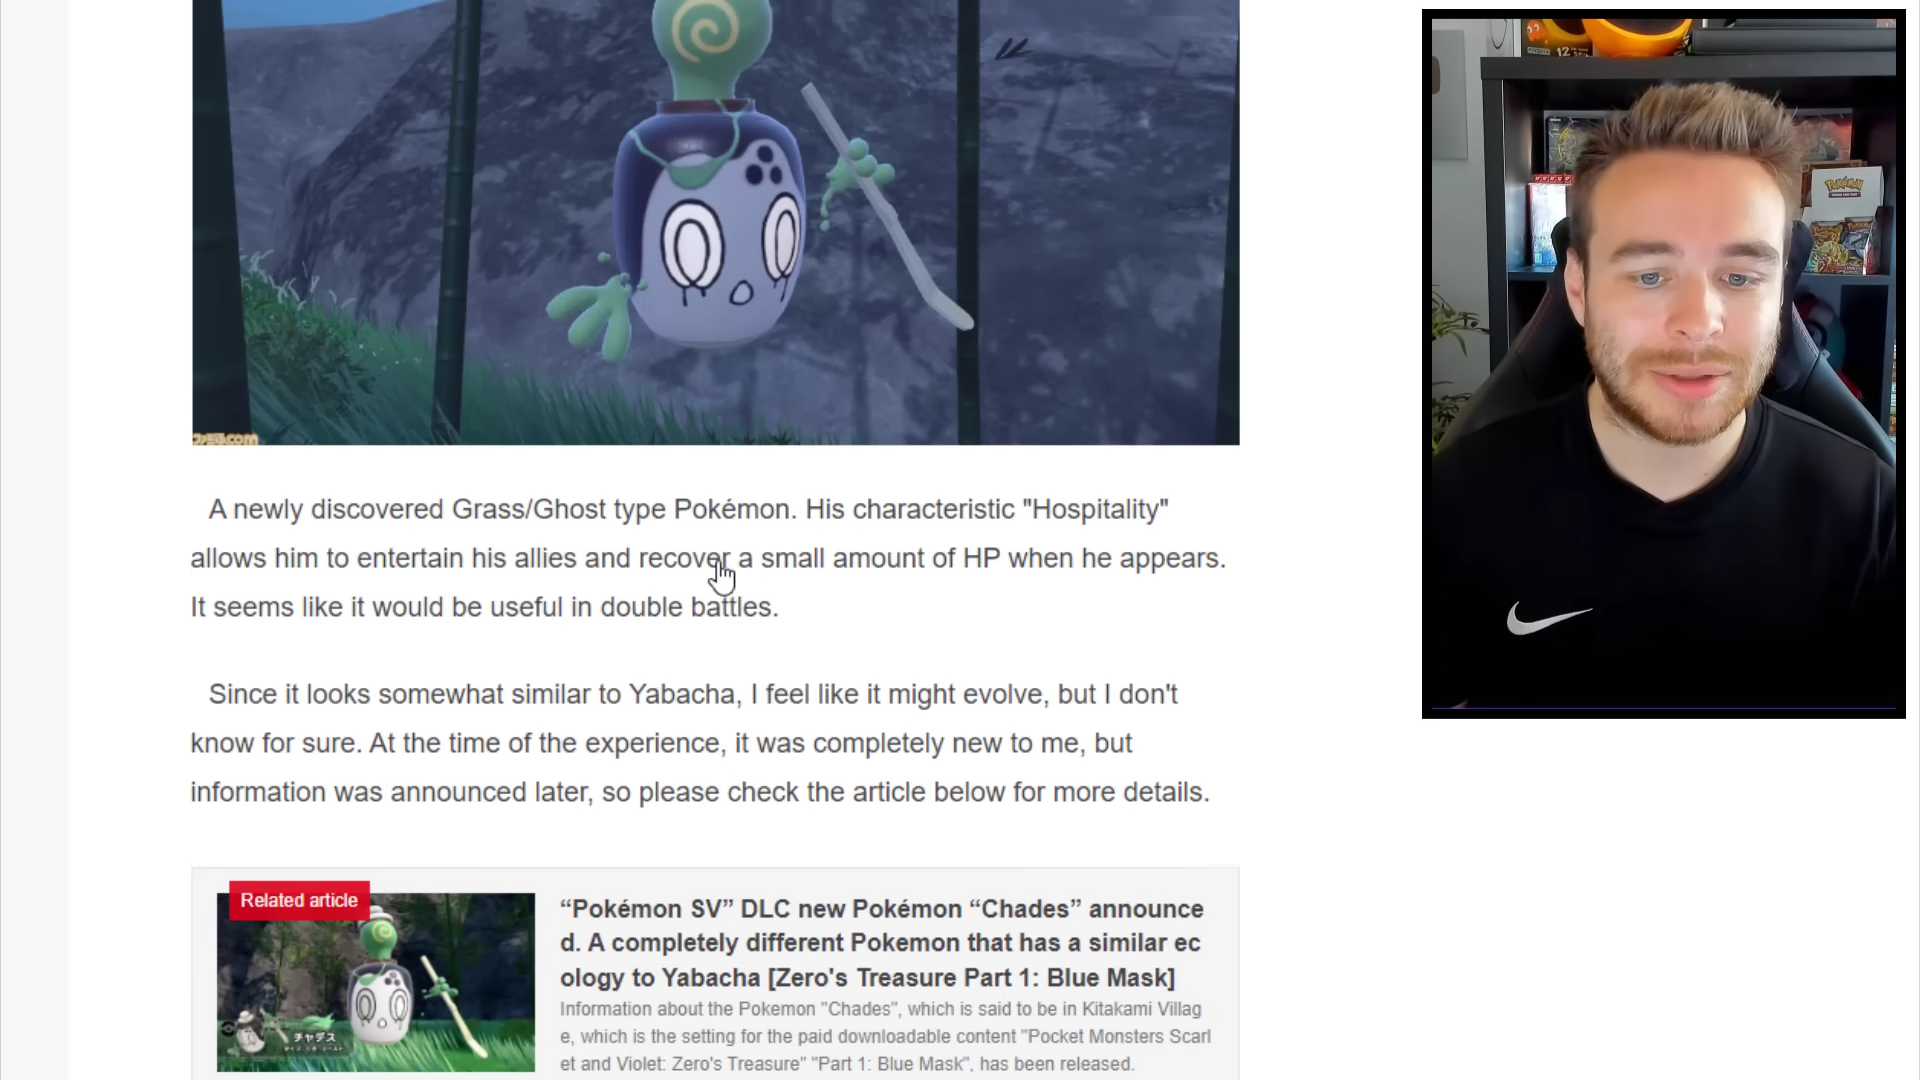 A newly discovered Grass/Ghost type Pokémon. His characteristic "Hospitality"
allows him to entertain his allies and recover a small amount of HP when he appears.
It seems like it would be useful in double battles.
Since it looks somewhat similar to Yabacha, I feel like it might evolve, but I don't
know for sure. At the time of the experience, it was completely new to me, but
information was announced later, so please check the article below for more details.
Related article
チャデス
“Pokémon SV” DLC new Pokémon “Chades” announce
d. A completely different Pokemon that has a similar ec
ology to Yabacha [Zero's Treasure Part 1: Blue Mask]
Information about the Pokemon "Chades", which is said to be in Kitakami Villag
e, which is the setting for the paid downloadable content "Pocket Monsters Scarl
et and Violet: Zero's Treasure" "Part 1: Blue Mask", has been released.
POKÉMON
12